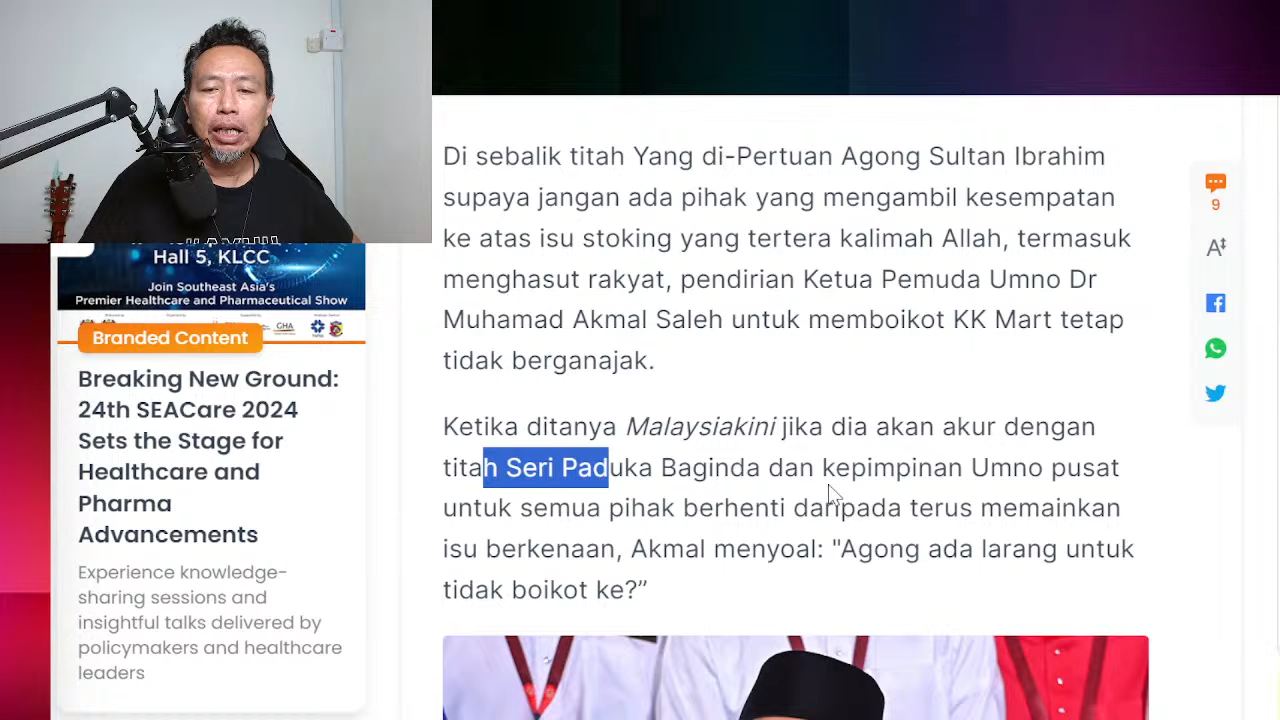 Di sebalik titah Yang di-Pertuan Agong Sultan Ibrahim
supaya jangan ada pihak yang mengambil kesempatan
ke atas isu stoking yang tertera kalimah Allah, termasuk
menghasut rakyat, pendirian Ketua Pemuda Umno Dr
Muhamad Akmal Saleh untuk memboikot KK Mart tetap
tidak berganajak.
Ketika ditanya Malaysiakini jika dia akan akur dengan
titah Seri Paduka Baginda dan kepimpinan Umno pusat
untuk semua pihak berhenti daripada terus memainkan
isu berkenaan, Akmal menyoal: "Agong ada larang untuk
tidak boikot ke?”
9
Hall 5, KLCC
Join Southeast Asia's
Premier Healthcare and Pharmaceutical Show
GHA
Branded Content
Breaking New Ground:
24th SEACare 2024
Sets the Stage for
Healthcare and
Pharma
Advancements
Experience knowledge-
sharing sessions and
insightful talks delivered by
policymakers and healthcare
leaders